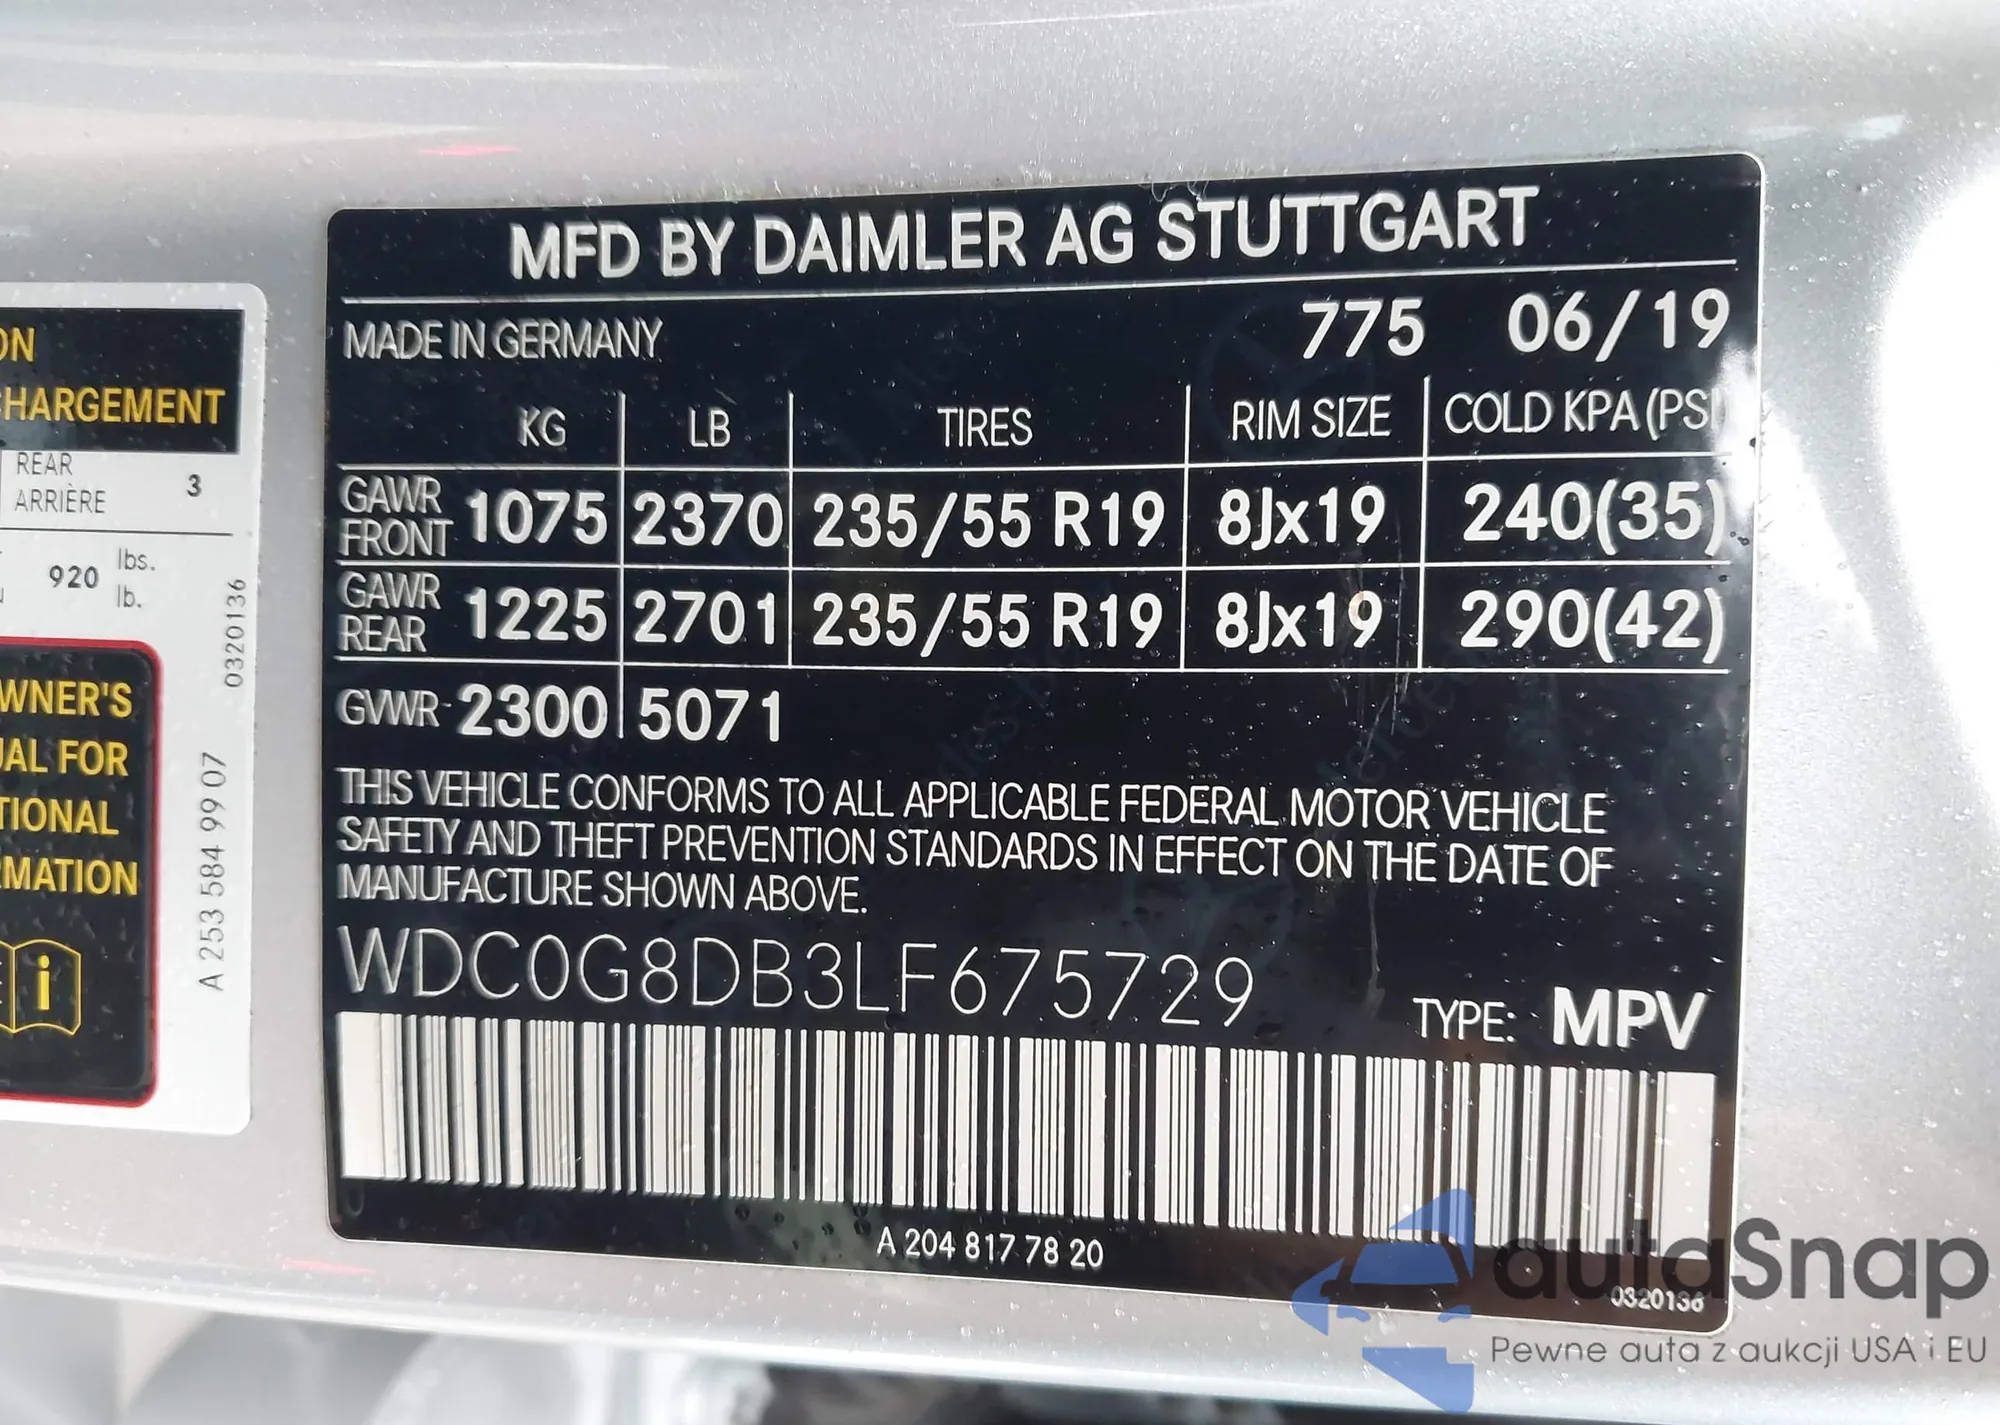 MFD BY DAIMLER AG STUTTGART
MADE IN GERMANY 775 06/19
KG LB TIRES RIM SIZE COLD KPA(PSI
GAWR FRONT 1075 2370 235/55 R19 8Jx19 240(35)
GAWR REAR 1225 2701 235/55 R19 8Jx19 290(42)
GVWR 2300 5071
THIS VEHICLE CONFORMS TO ALL APPLICABLE FEDERAL MOTOR VEHICLE
SAFETY AND THEFT PREVENTION STANDARDS IN EFFECT ON THE DATE OF
MANUFACTURE SHOWN ABOVE.
WDC0G8DB3LF675729
TYPE: MPV
A 204 817 78 20
0320136
ON
CHARGEMENT
REAR
ARRIÈRE 3
920 lbs.
lb.
0320136
A 253 584 99 07
WNER'S
UAL FOR
TIONAL
RMATION
i
autaSnap
Pewne auta z aukcji USA i EU